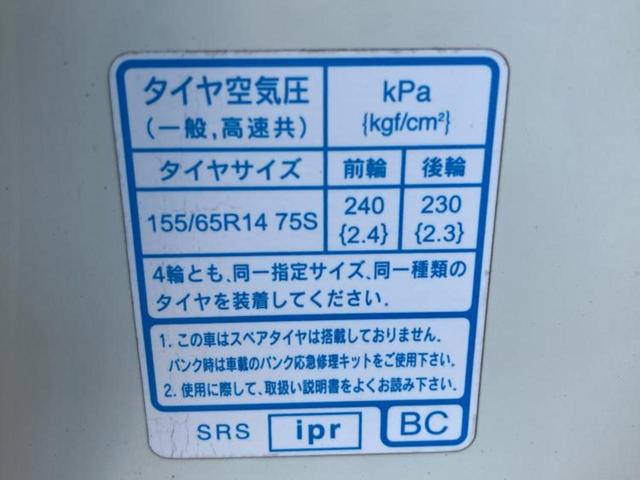 タイヤ空気圧
(一般,高速共)
kPa
{kgf/cm²}
タイヤサイズ 前輪 後輪
155/65R14 75S 240 {2.4} 230 {2.3}
4輪とも、同一指定サイズ、同一種類の
タイヤを装着してください.
1. この車はスペアタイヤは搭載しておりません.
パンク時は車載のパンク応急修理キットをご使用下さい.
2. 使用に際して、取扱い説明書をよくお読み下さい.
SRS ipr BC